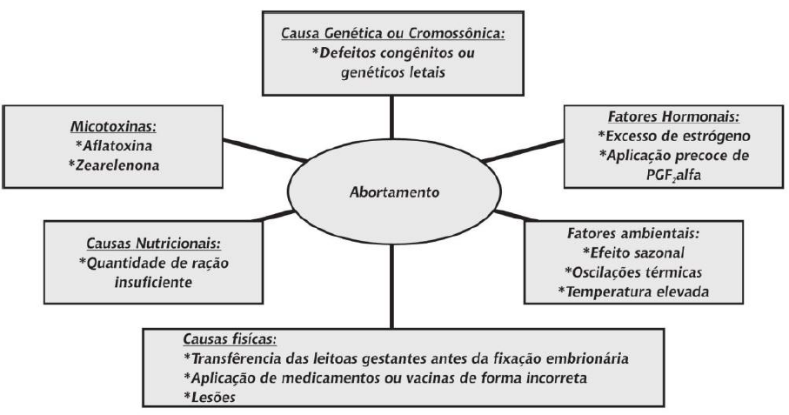 Causa Genética ou Cromossônica:
*Defeitos congênitos ou
genéticos letais
Micotoxinas:
*Aflatoxina
*Zearelenona
Fatores Hormonais:
*Excesso de estrógeno
*Aplicação precoce de
PGF2alfa
Abortamento
Causas Nutricionais:
*Quantidade de ração
insuficiente
Fatores ambientais:
*Efeito sazonal
*Oscilações térmicas
*Temperatura elevada
Causas fisícas:
*Transfêrencia das leitoas gestantes antes da fixação embrionária
*Aplicação de medicamentos ou vacinas de forma incorreta
*Lesões